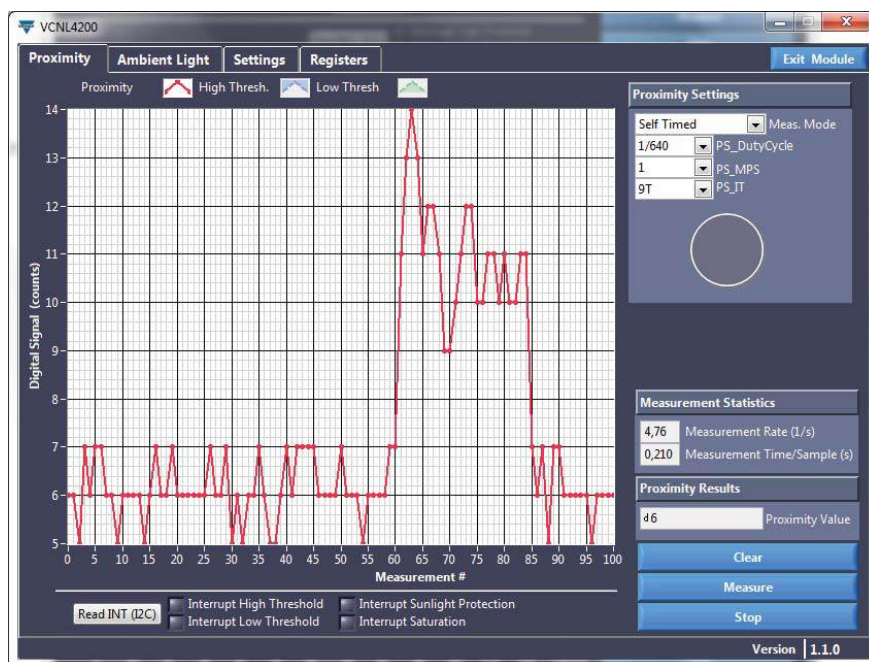 VCNL4200
Proximity Ambient Light Settings Registers Exit Module
Proximity High Thresh. Low Thresh
14
13
12
11
10
9
8
7
6
5
Digital Signal (counts)
0 5 10 15 20 25 30 35 40 45 50 55 60 65 70 75 80 85 90 95 100
Measurement #
Proximity Settings
Self Timed Meas. Mode
1/640 PS_DutyCycle
1 PS_MPS
9T PS_IT
Measurement Statistics
4,76 Measurement Rate (1/s)
0,210 Measurement Time/Sample (s)
Proximity Results
d 6 Proximity Value
Clear
Measure
Stop
Read INT (I2C)
Interrupt High Threshold Interrupt Sunlight Protection
Interrupt Low Threshold Interrupt Saturation
Version 1.1.0